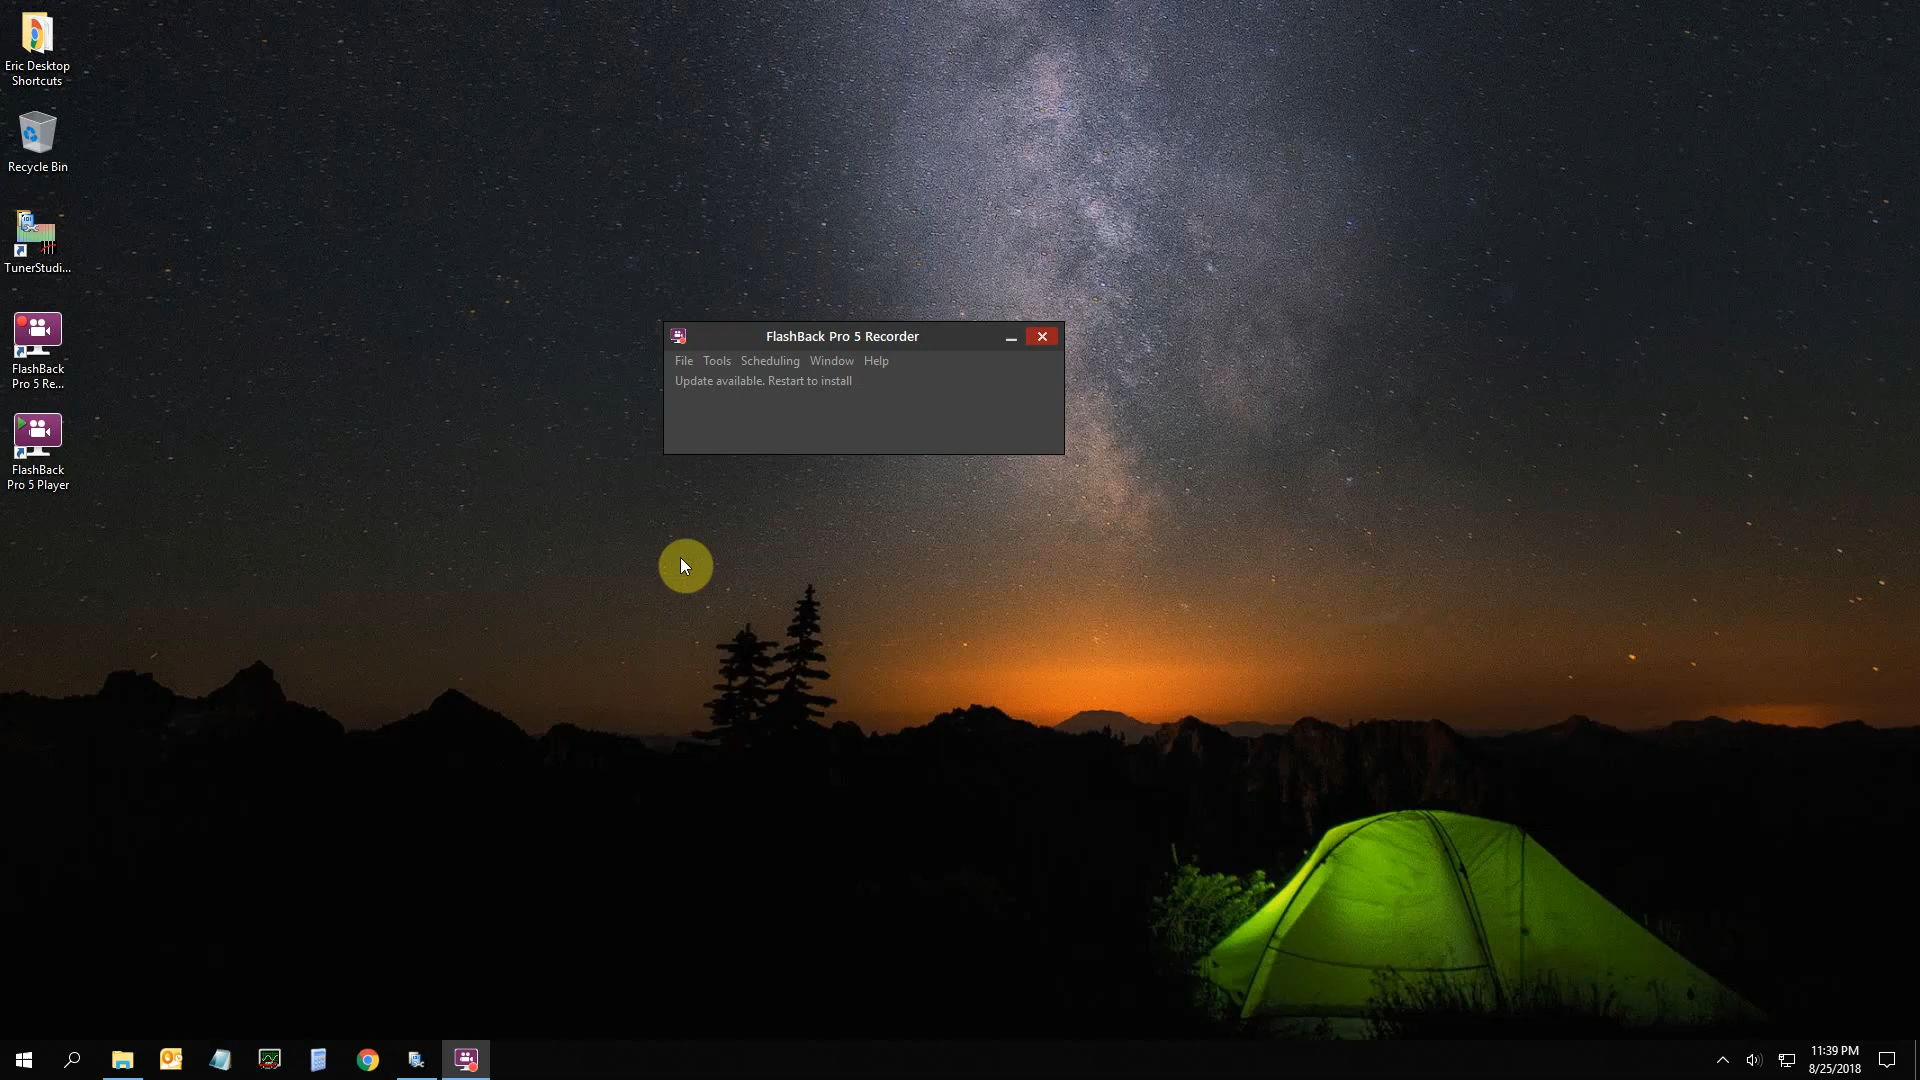 Eric Desktop
Shortcuts
Recycle Bin
TunerStudi...
FlashBack
Pro 5 Re...
FlashBack
Pro 5 Player
FlashBack Pro 5 Recorder
File Tools Scheduling Window Help
Update available. Restart to install
11:39 PM
8/25/2018